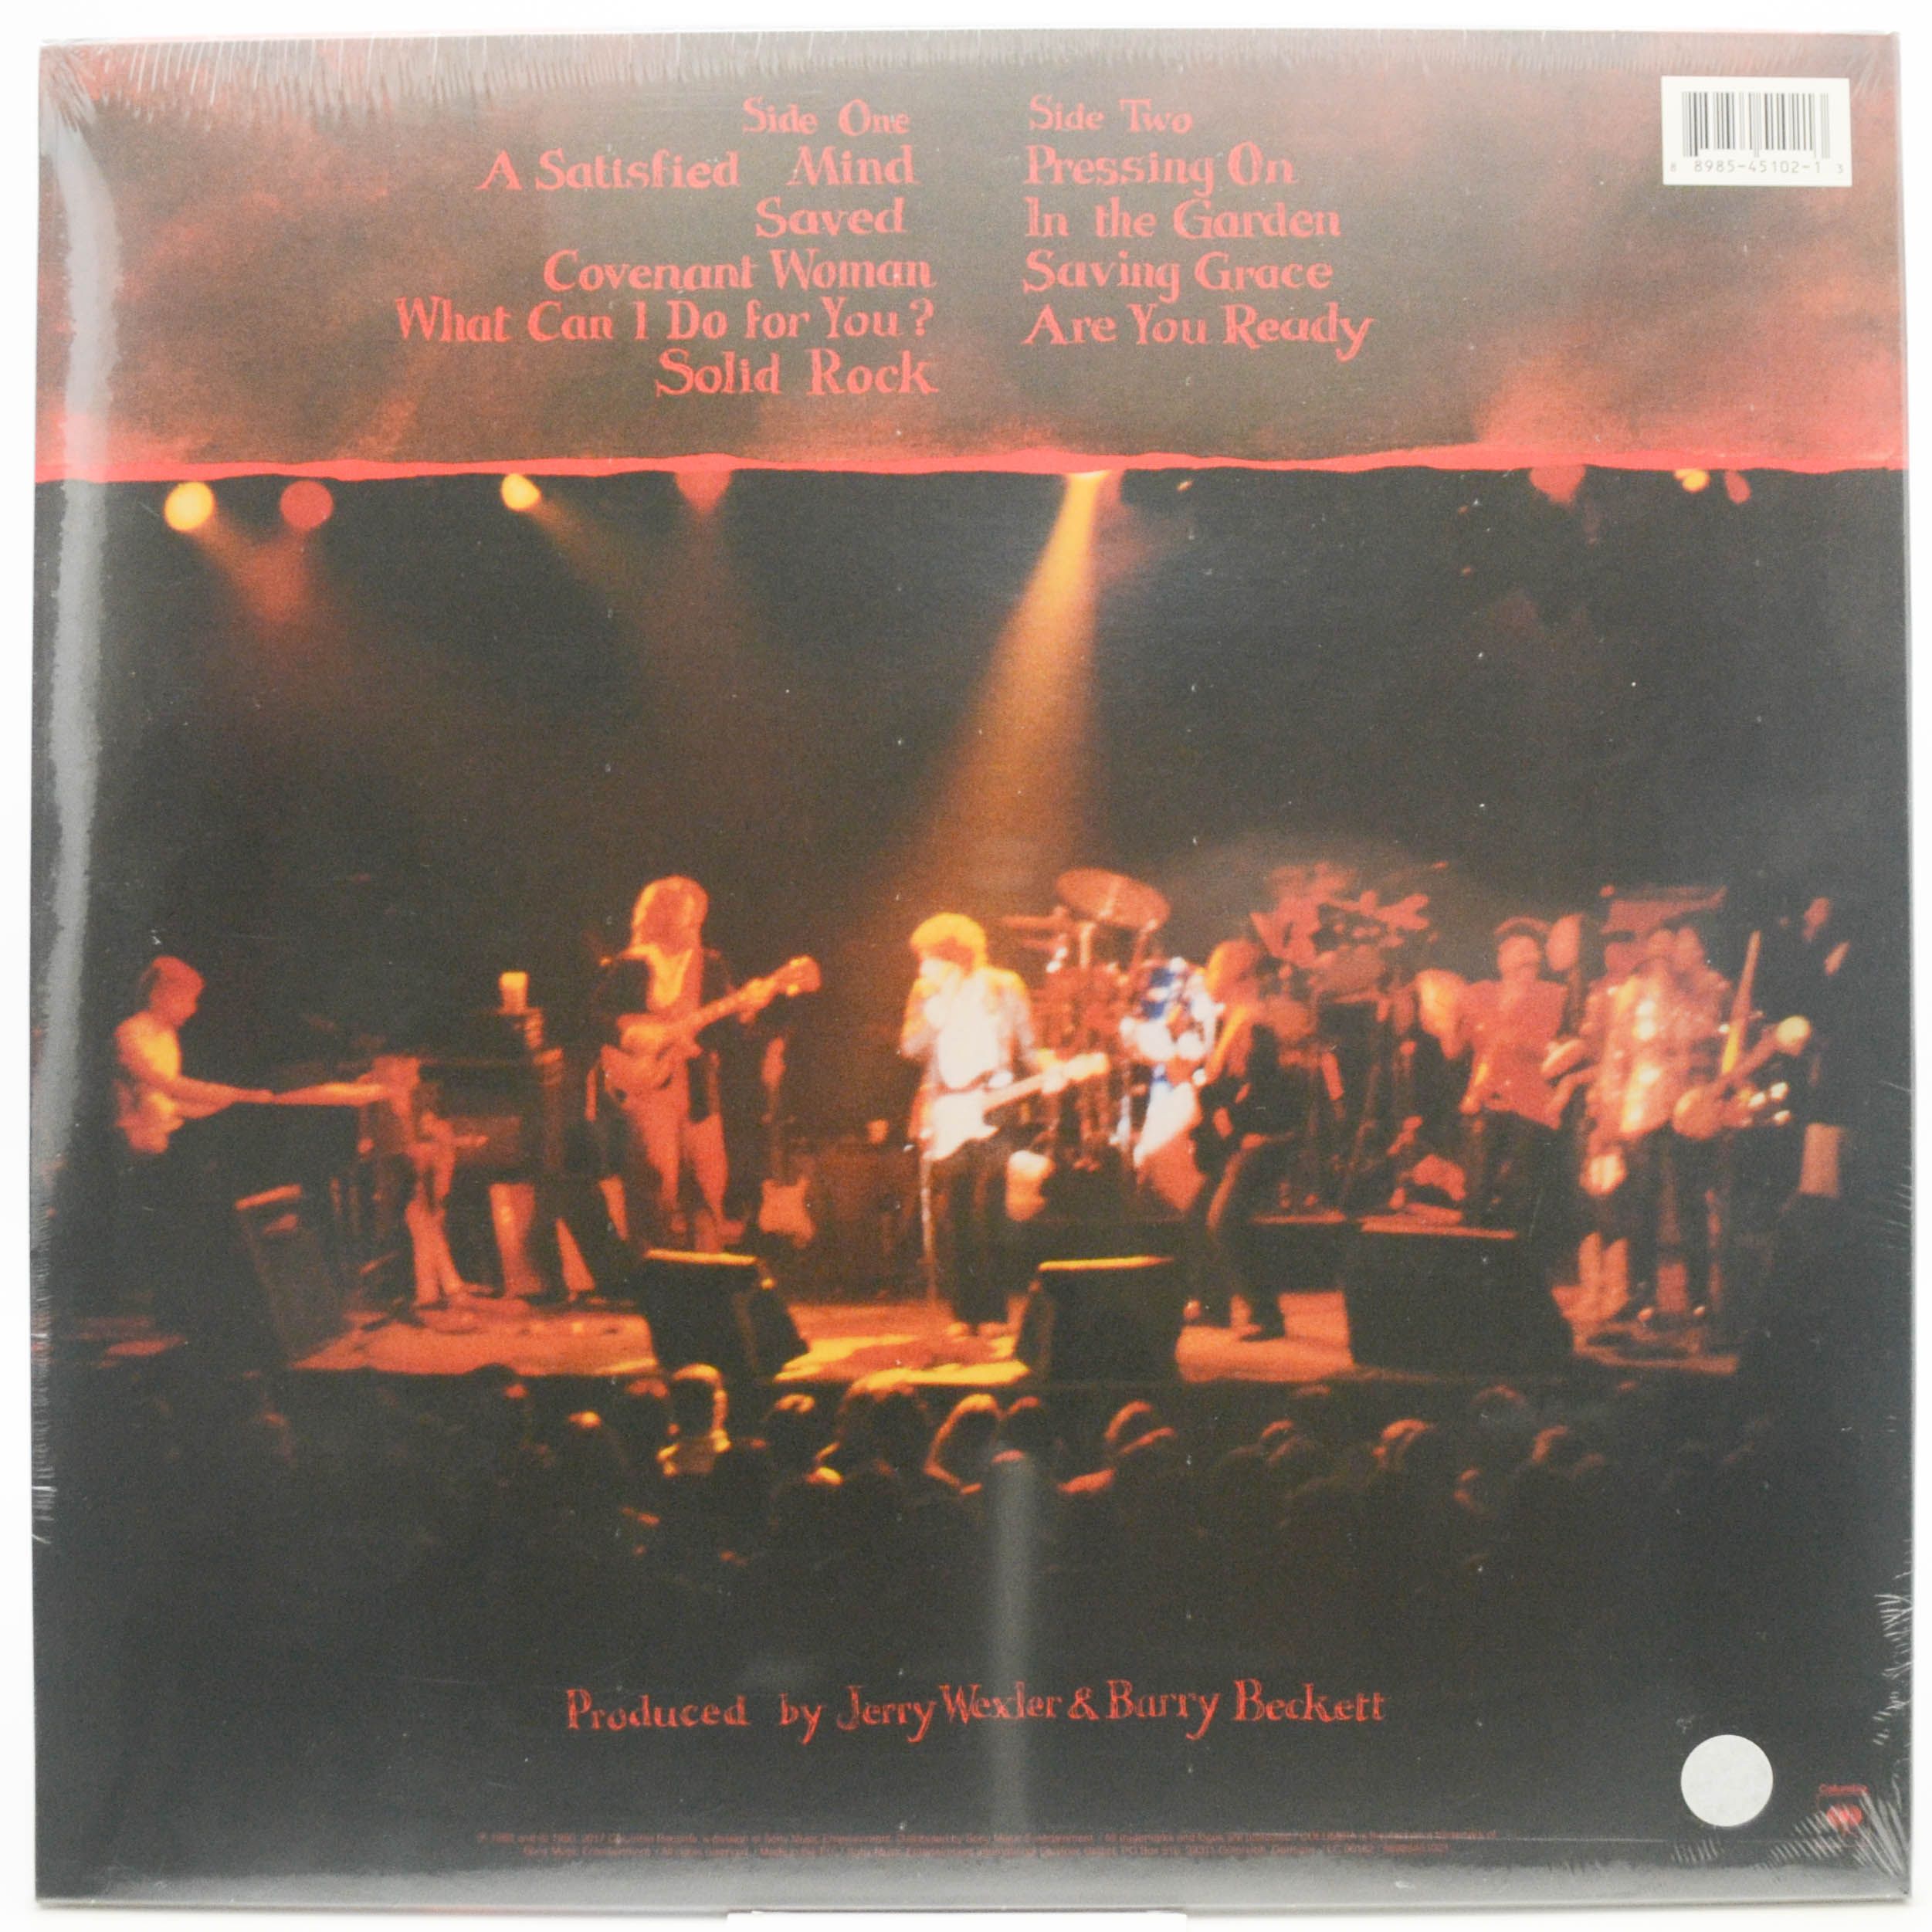 Side One
A Satisfied Mind
Saved
Covenant Woman
What Can I Do for You?
Solid Rock
Side Two
Pressing On
In the Garden
Saving Grace
Are You Ready
8 8985-45102-1 3
Produced by Jerry Wexler & Barry Beckett
Columbia